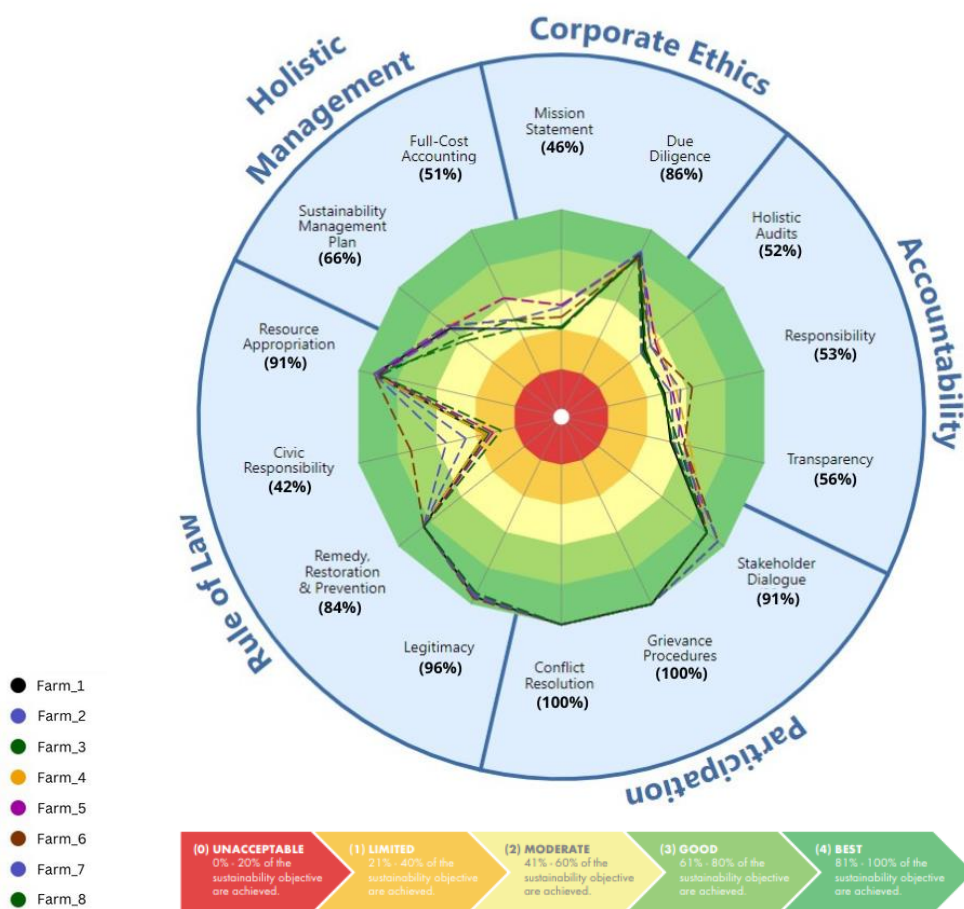 Holistic
Management
Corporate Ethics
Accountability
Participation
Rule of Law
Mission
Statement
(46%)
Due
Diligence
(86%)
Holistic
Audits
(52%)
Responsibility
(53%)
Transparency
(56%)
Stakeholder
Dialogue
(91%)
Grievance
Procedures
(100%)
Conflict
Resolution
(100%)
Legitimacy
(96%)
Remedy,
Restoration
& Prevention
(84%)
Civic
Responsibility
(42%)
Resource
Appropriation
(91%)
Sustainability
Management
Plan
(66%)
Full-Cost
Accounting
(51%)
Farm_1
Farm_2
Farm_3
Farm_4
Farm_5
Farm_6
Farm_7
Farm_8
(0) UNACCEPTABLE
0% - 20% of the
sustainability objective
are achieved.
(1) LIMITED
21% - 40% of the
sustainability objective
are achieved.
(2) MODERATE
41% - 60% of the
sustainability objective
are achieved.
(3) GOOD
61% - 80% of the
sustainability objective
are achieved.
(4) BEST
81% - 100% of the
sustainability objective
are achieved.